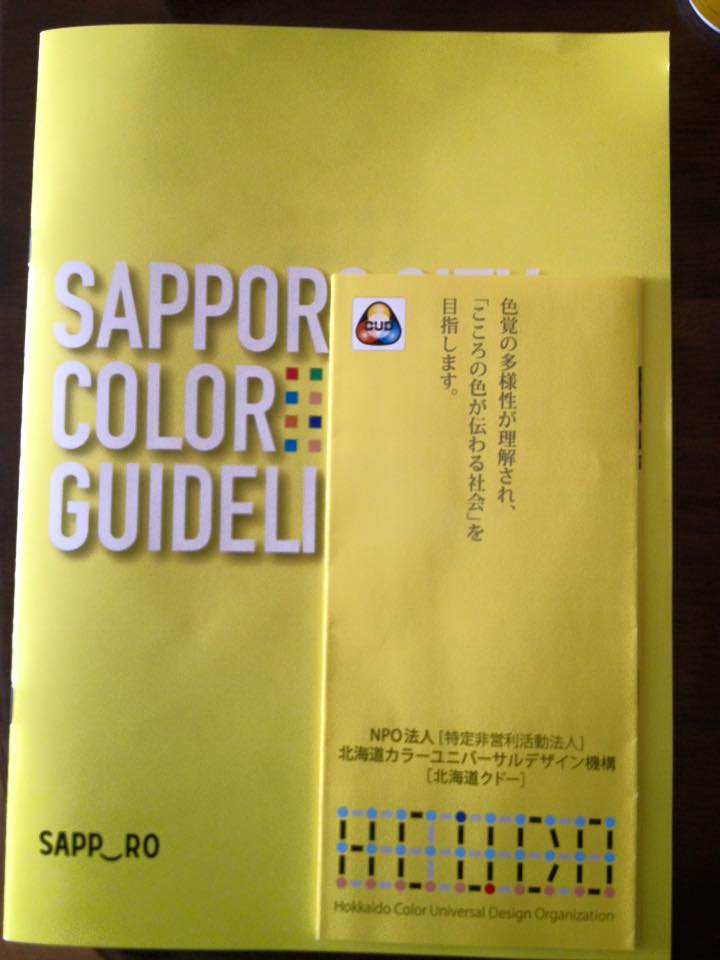 SAPPOR
COLOR
GUIDELI
SAPP‿RO
CUD
色覚の多様性が理解され、
「こころの色が伝わる社会」を
目指します。
NPO法人[特定非営利活動法人]
北海道カラーユニバーサルデザイン機構
[北海道クドー]
HCUDO
Hokkaido Color Universal Design Organization